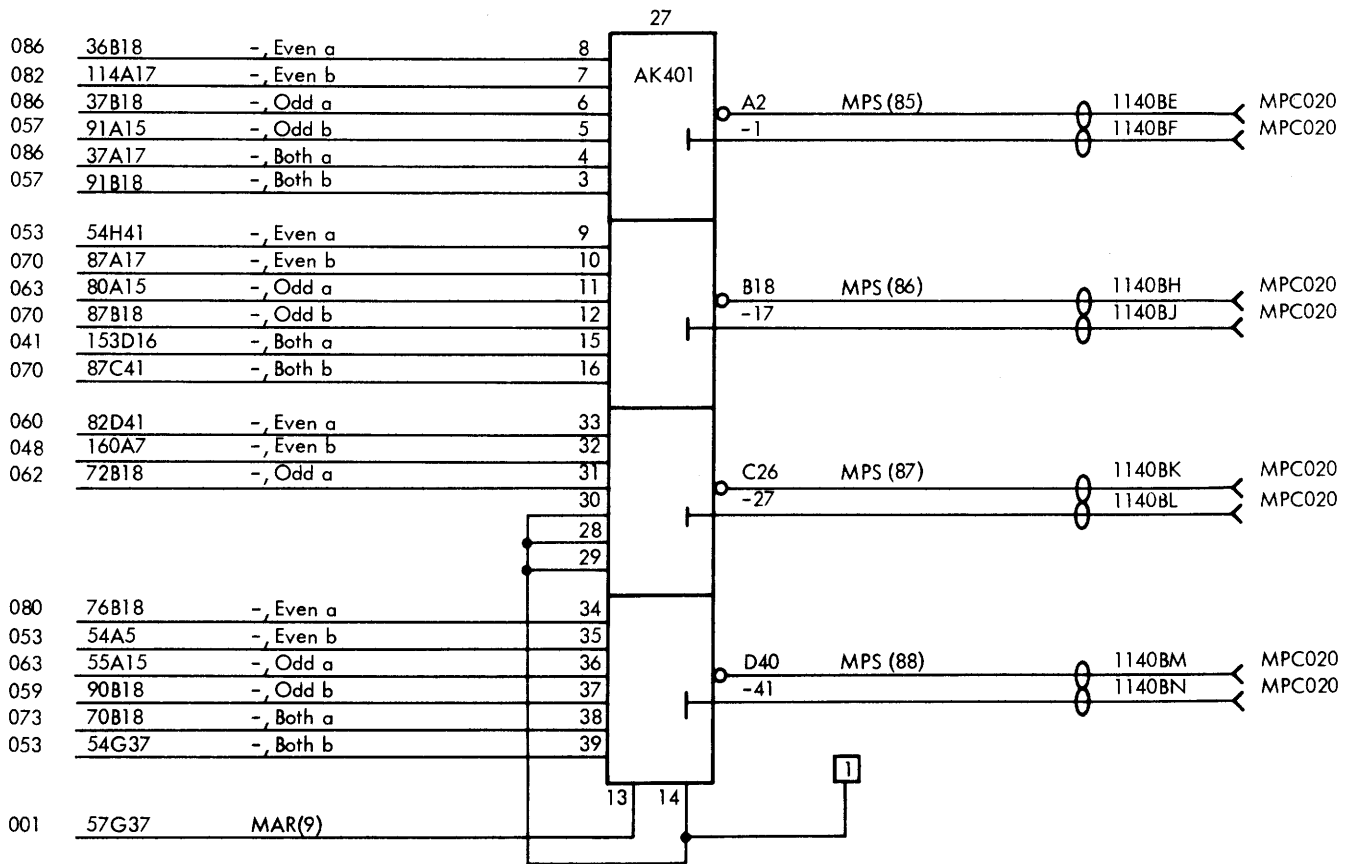 27
AK401
086 36B18 -, Even a 8
082 114A17 -, Even b 7
086 37B18 -, Odd a 6 A2 MPS (85) 1140BE MPC020
057 91A15 -, Odd b 5 -1 1140BF MPC020
086 37A17 -, Both a 4
057 91B18 -, Both b 3
053 54H41 -, Even a 9
070 87A17 -, Even b 10
063 80A15 -, Odd a 11 B18 MPS (86) 1140BH MPC020
070 87B18 -, Odd b 12 -17 1140BJ MPC020
041 153D16 -, Both a 15
070 87C41 -, Both b 16
060 82D41 -, Even a 33
048 160A7 -, Even b 32
062 72B18 -, Odd a 31 C26 MPS (87) 1140BK MPC020
30 -27 1140BL MPC020
28
29
080 76B18 -, Even a 34
053 54A5 -, Even b 35
063 55A15 -, Odd a 36 D40 MPS (88) 1140BM MPC020
059 90B18 -, Odd b 37 -41 1140BN MPC020
073 70B18 -, Both a 38
053 54G37 -, Both b 39
1
13 14
001 57G37 MAR(9)